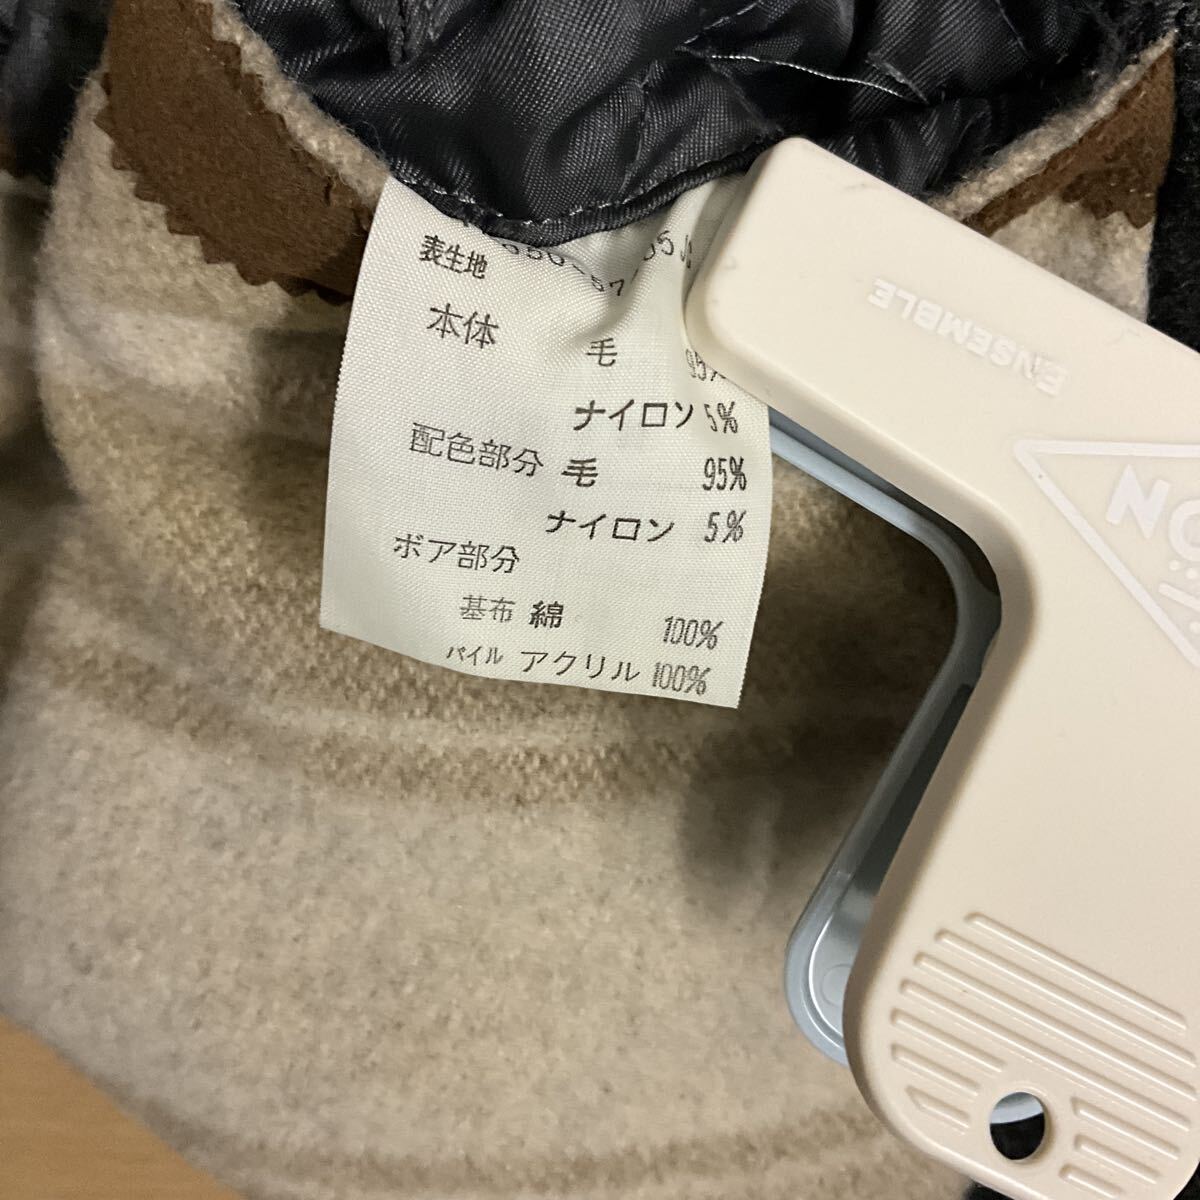 表生地
本体
毛 95%
ナイロン 5%
配色部分 毛 95%
ナイロン 5%
ボア部分
基布 綿 100%
パイル アクリル 100%
ENSEMBLE